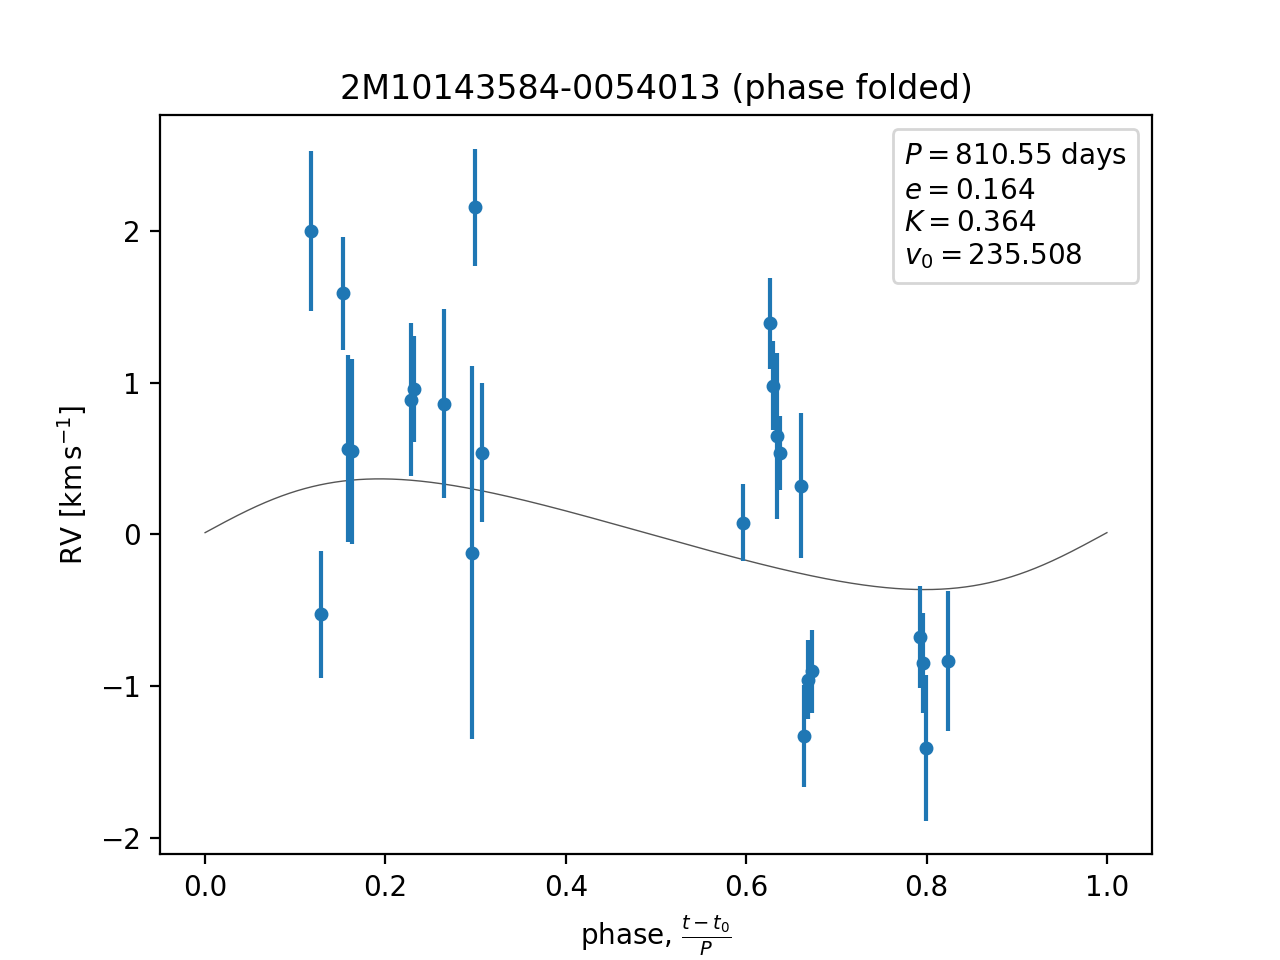 2M10143584-0054013 (phase folded)
P = 810.55 days
e = 0.164
K = 0.364
v₀ = 235.508
2
1
0
−1
−2
RV [km s⁻¹]
0.0 0.2 0.4 0.6 0.8 1.0
phase, (t − t₀)/P